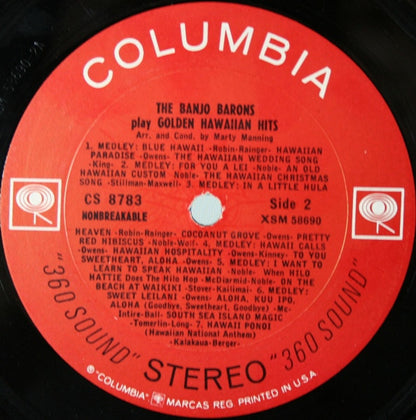 COLUMBIA
THE BANJO BARONS
play GOLDEN HAWAIIAN HITS
Arr. and Cond. by Marty Manning
1. MEDLEY: BLUE HAWAII -Robin-Rainger- HAWAIIAN
PARADISE -Owens- THE HAWAIIAN WEDDING SONG
-King- 2. MEDLEY: FOR YOU A LEI -Noble- AN OLD
HAWAIIAN CUSTOM -Noble- THE HAWAIIAN CHRISTMAS
SONG -Stillman-Maxwell- 3. MEDLEY: IN A LITTLE HULA
CS 8783
Side 2
NONBREAKABLE
XSM 58690
HEAVEN -Robin-Rainger- COCOANUT GROVE -Owens- PRETTY
RED HIBISCUS -Noble-Wolf- 4. MEDLEY: HAWAII CALLS
-Owens- HAWAIIAN HOSPITALITY -Owens-Kinney- TO YOU
SWEETHEART, ALOHA -Owens- 5. MEDLEY: I WANT TO
LEARN TO SPEAK HAWAIIAN -Noble- When HILO
HATTIE Does The Hilo Hop -McDiarmid-Noble- ON THE
BEACH AT WAIKIKI -Stover-Kailimai- 6. MEDLEY:
SWEET LEILANI -Owens- ALOHA, KUU IPO,
ALOHA (Goodbye, Sweetheart, Goodbye) -Mc-
Intire-Ball- SOUTH SEA ISLAND MAGIC
-Tomerlin-Long- 7. HAWAII PONOI
(Hawaiian National Anthem)
-Kalakaua-Berger-
"360 SOUND" STEREO "360 SOUND"
® "COLUMBIA" MARCAS REG. PRINTED IN U.S.A.